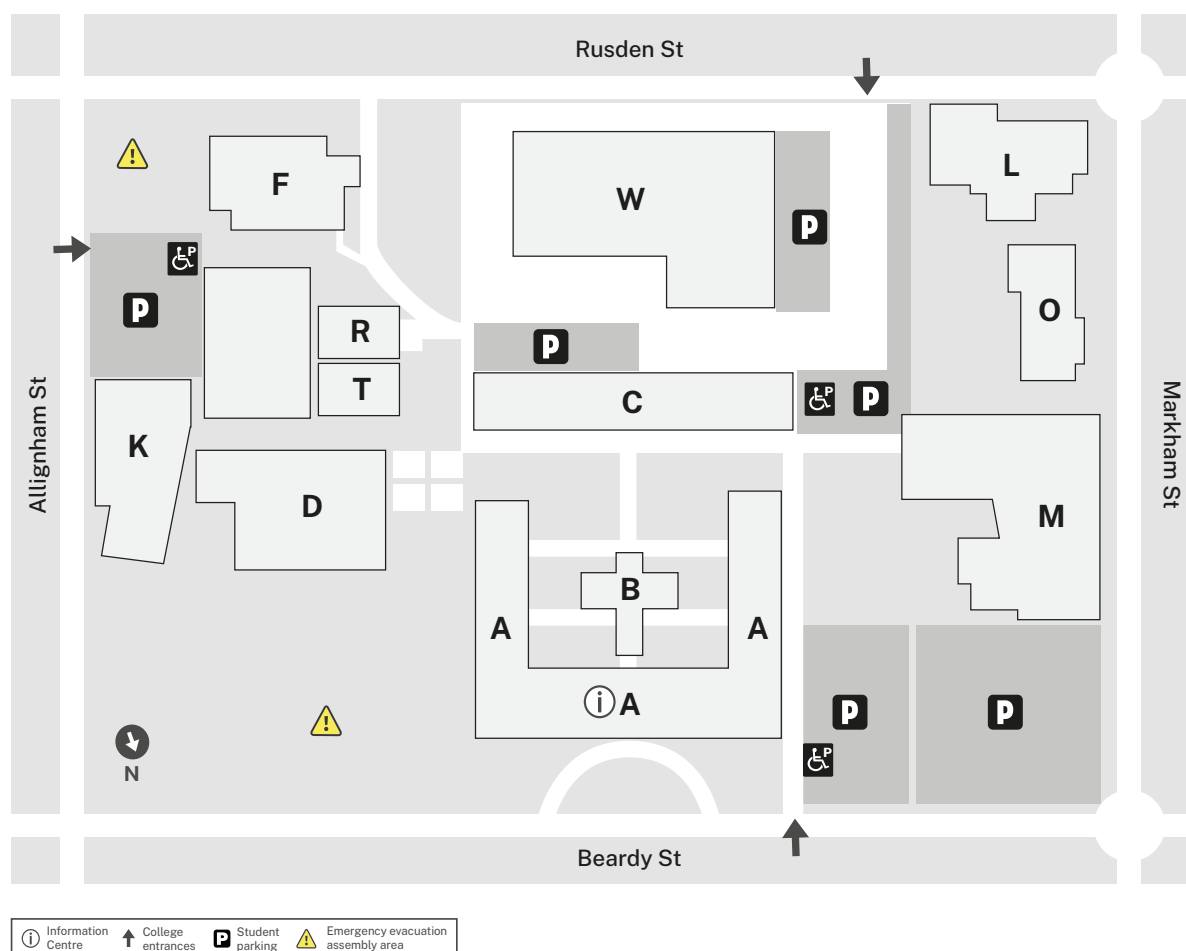 Rusden St
F
W
L
P
P
P
R
O
P
T
C
P
P
K
Allignham St
Markham St
D
M
B
A
A
A
P
P
P
N
Beardy St
Information
Centre
College
entrances
P
Student
parking
Emergency evacuation
assembly area